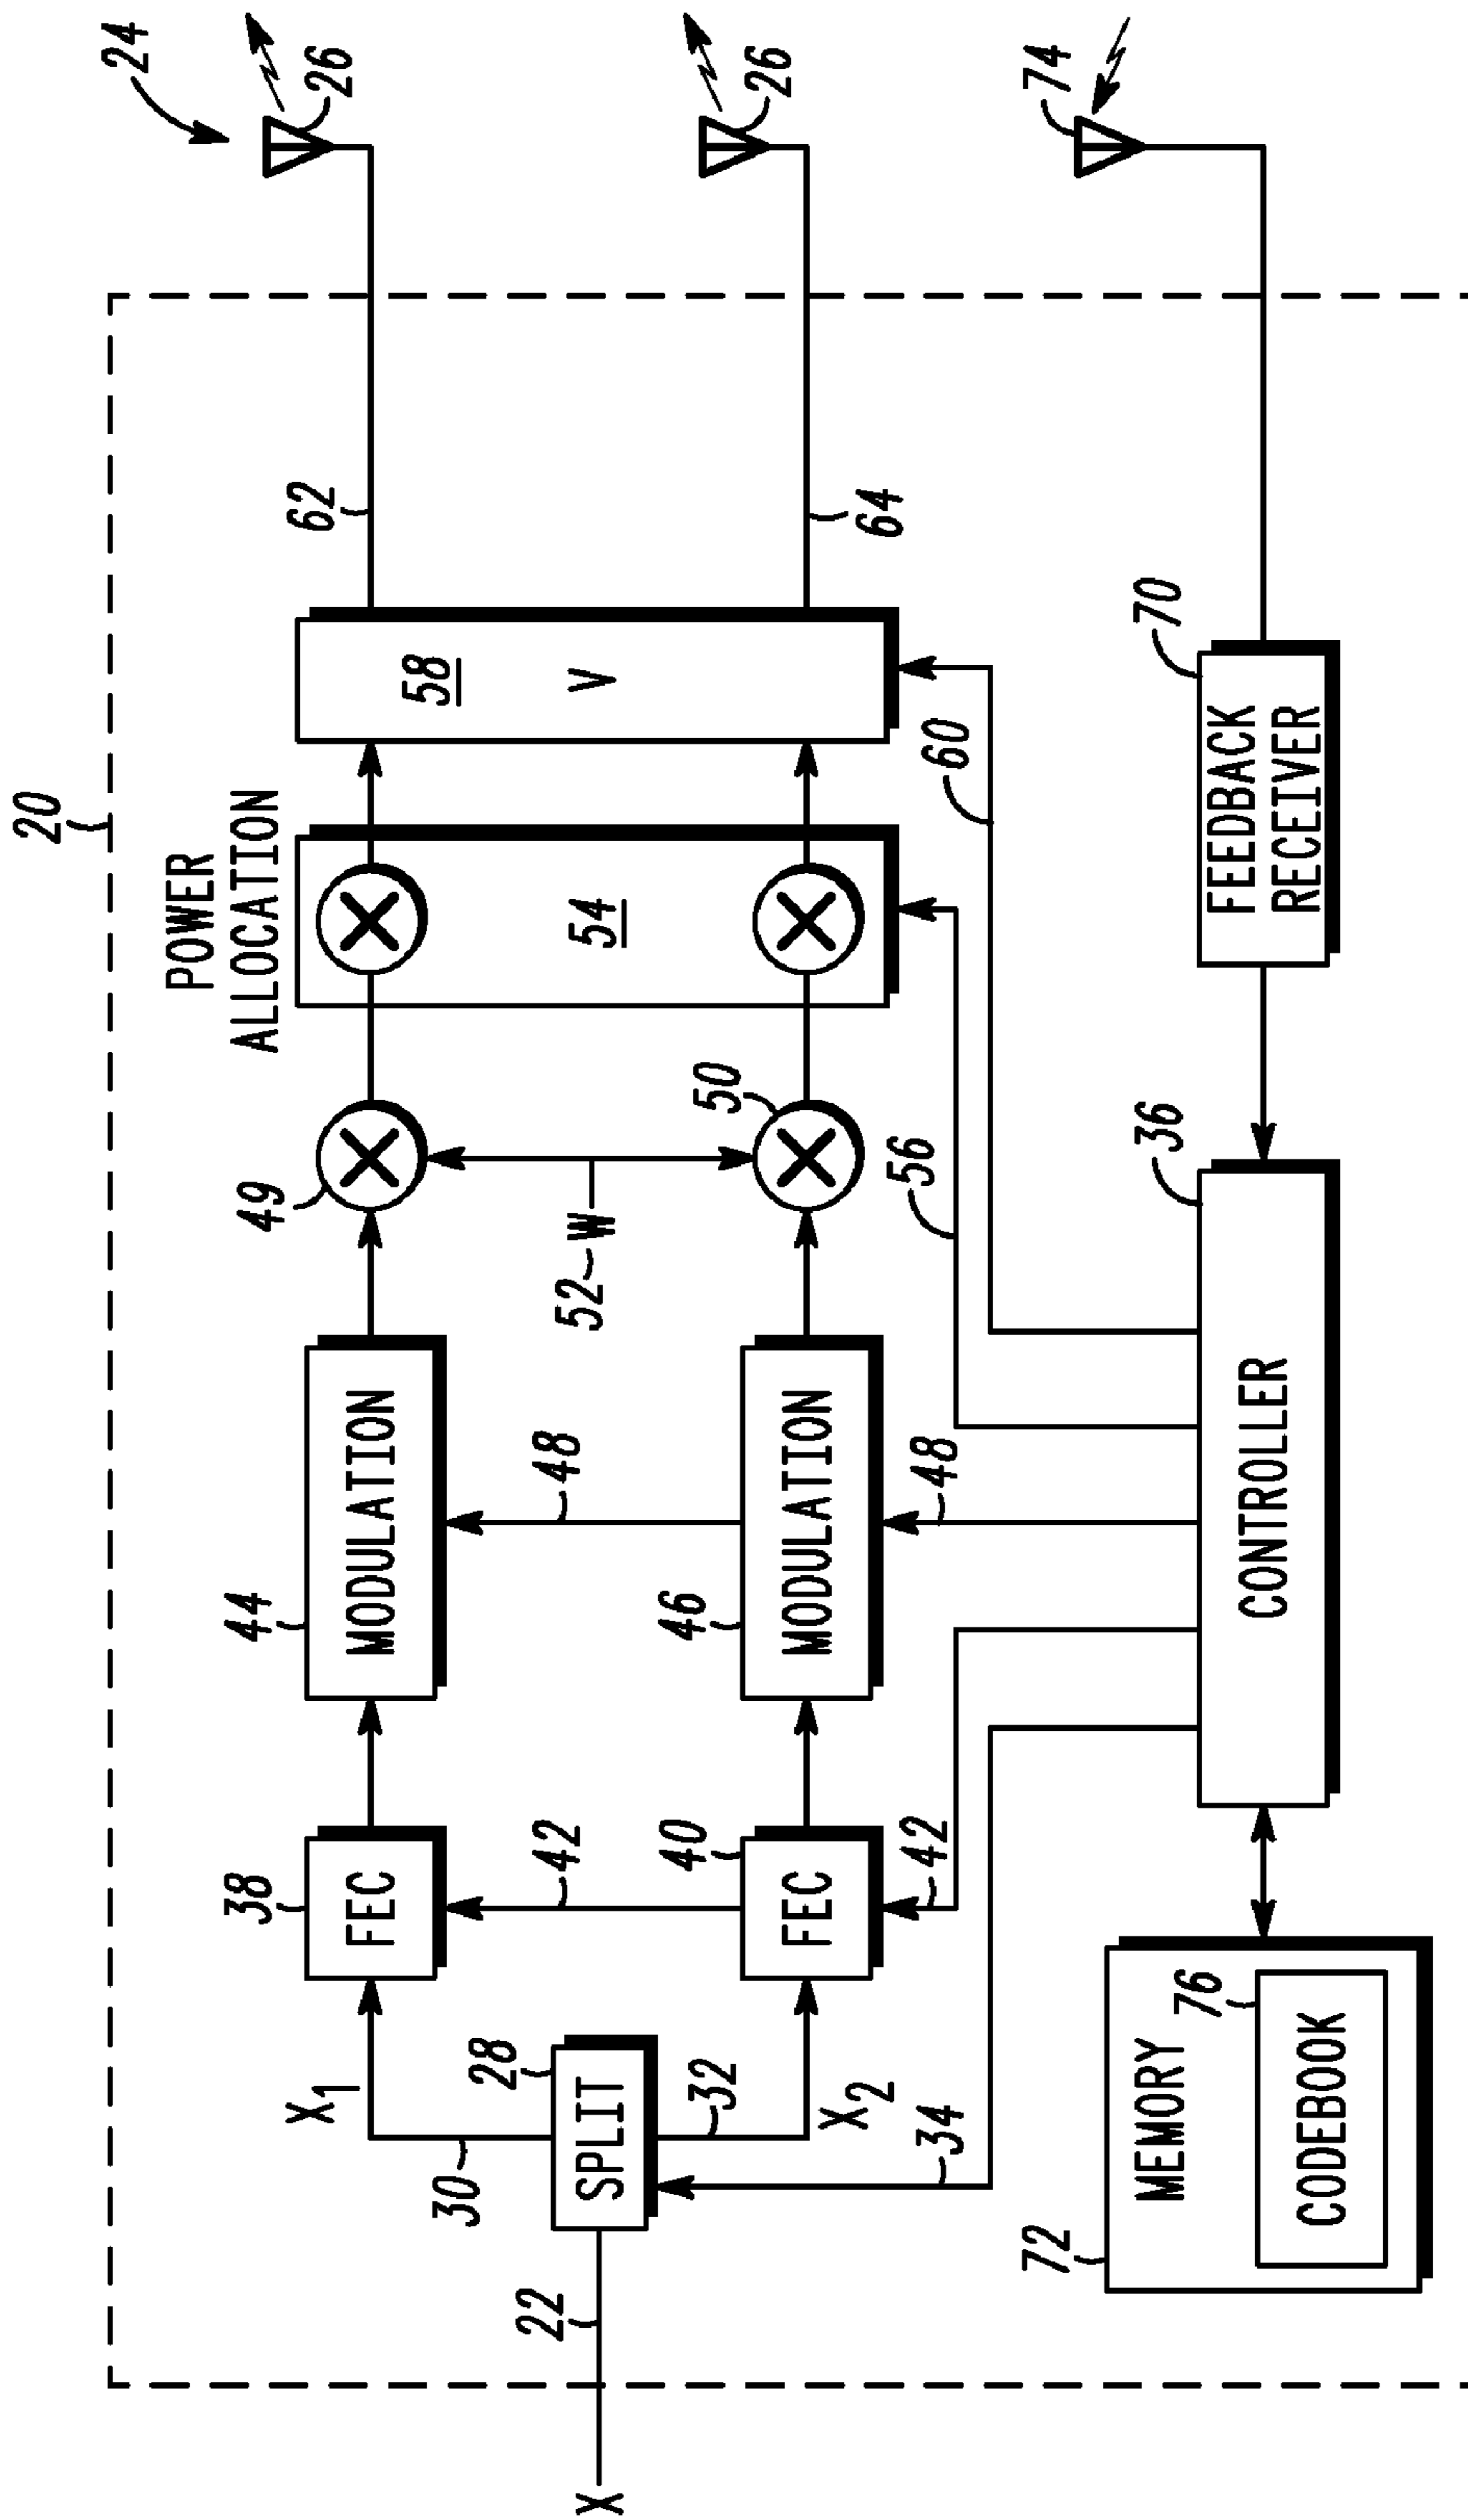 20
24
POWER
ALLOCATION
26
X1
38
44
49
62
FEC
MODULATION
30
28
42
48
52
W
54
58
V
26
X
22
SPLIT
32
40
46
50
X2
FEC
MODULATION
64
34
42
48
56
60
74
72
MEMORY
76
CODEBOOK
36
CONTROLLER
70
FEEDBACK
RECEIVER